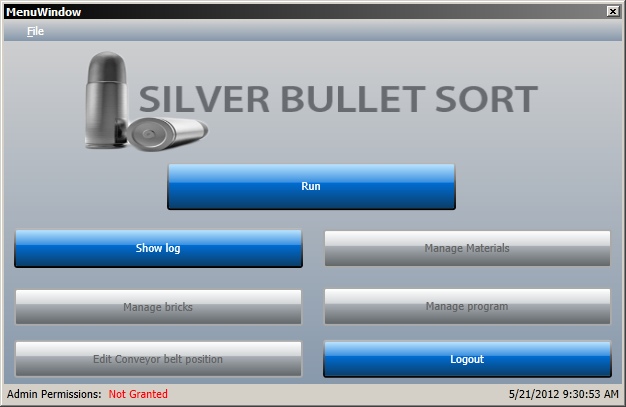 MenuWindow
File
SILVER BULLET SORT
Run
Show log
Manage Materials
Manage bricks
Manage program
Edit Conveyor belt position
Logout
Admin Permissions: Not Granted
5/21/2012 9:30:53 AM